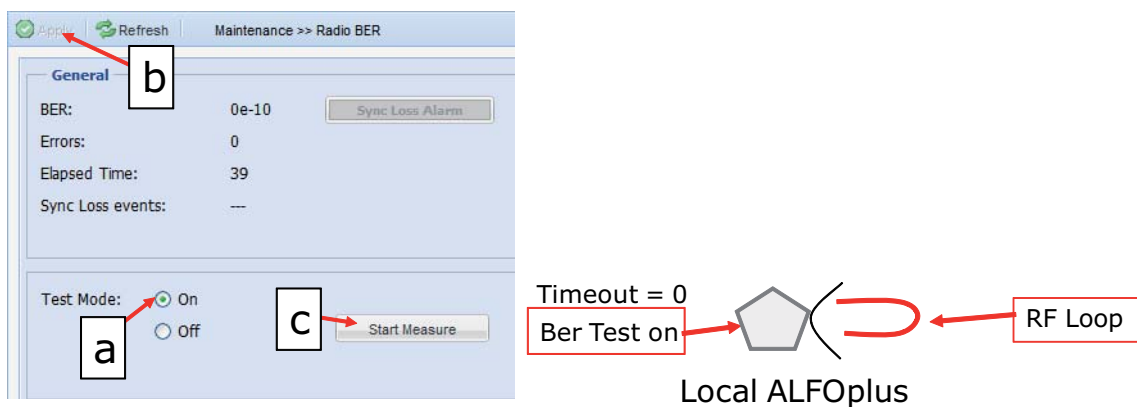 Apply Refresh Maintenance >> Radio BER
b
General
BER: 0e-10 Sync Loss Alarm
Errors: 0
Elapsed Time: 39
Sync Loss events: ---
Test Mode: On
Off
a
c
Start Measure
Timeout = 0
Ber Test on
RF Loop
Local ALFOplus